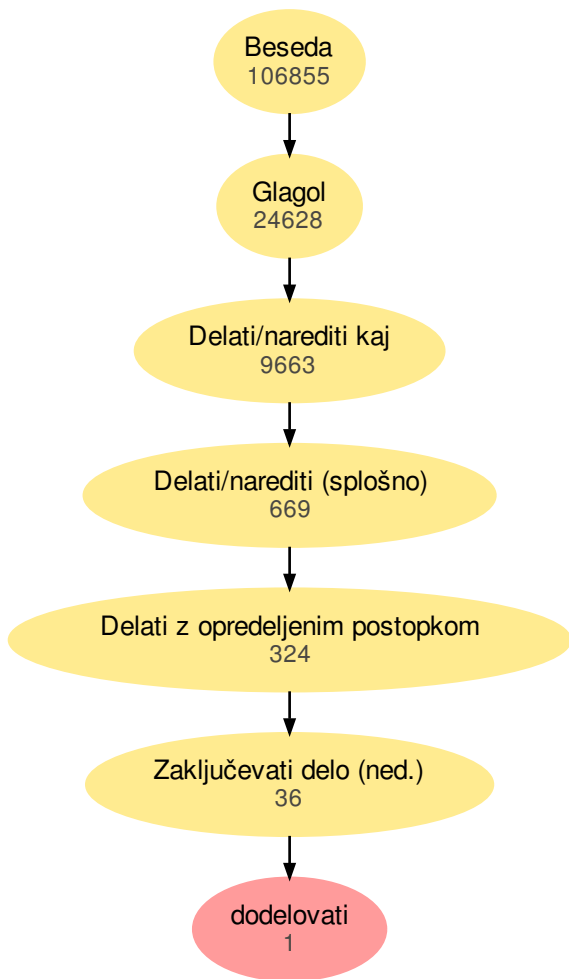 Beseda
106855
Glagol
24628
Delati/narediti kaj
9663
Delati/narediti (splošno)
669
Delati z opredeljenim postopkom
324
Zaključevati delo (ned.)
36
dodelovati
1